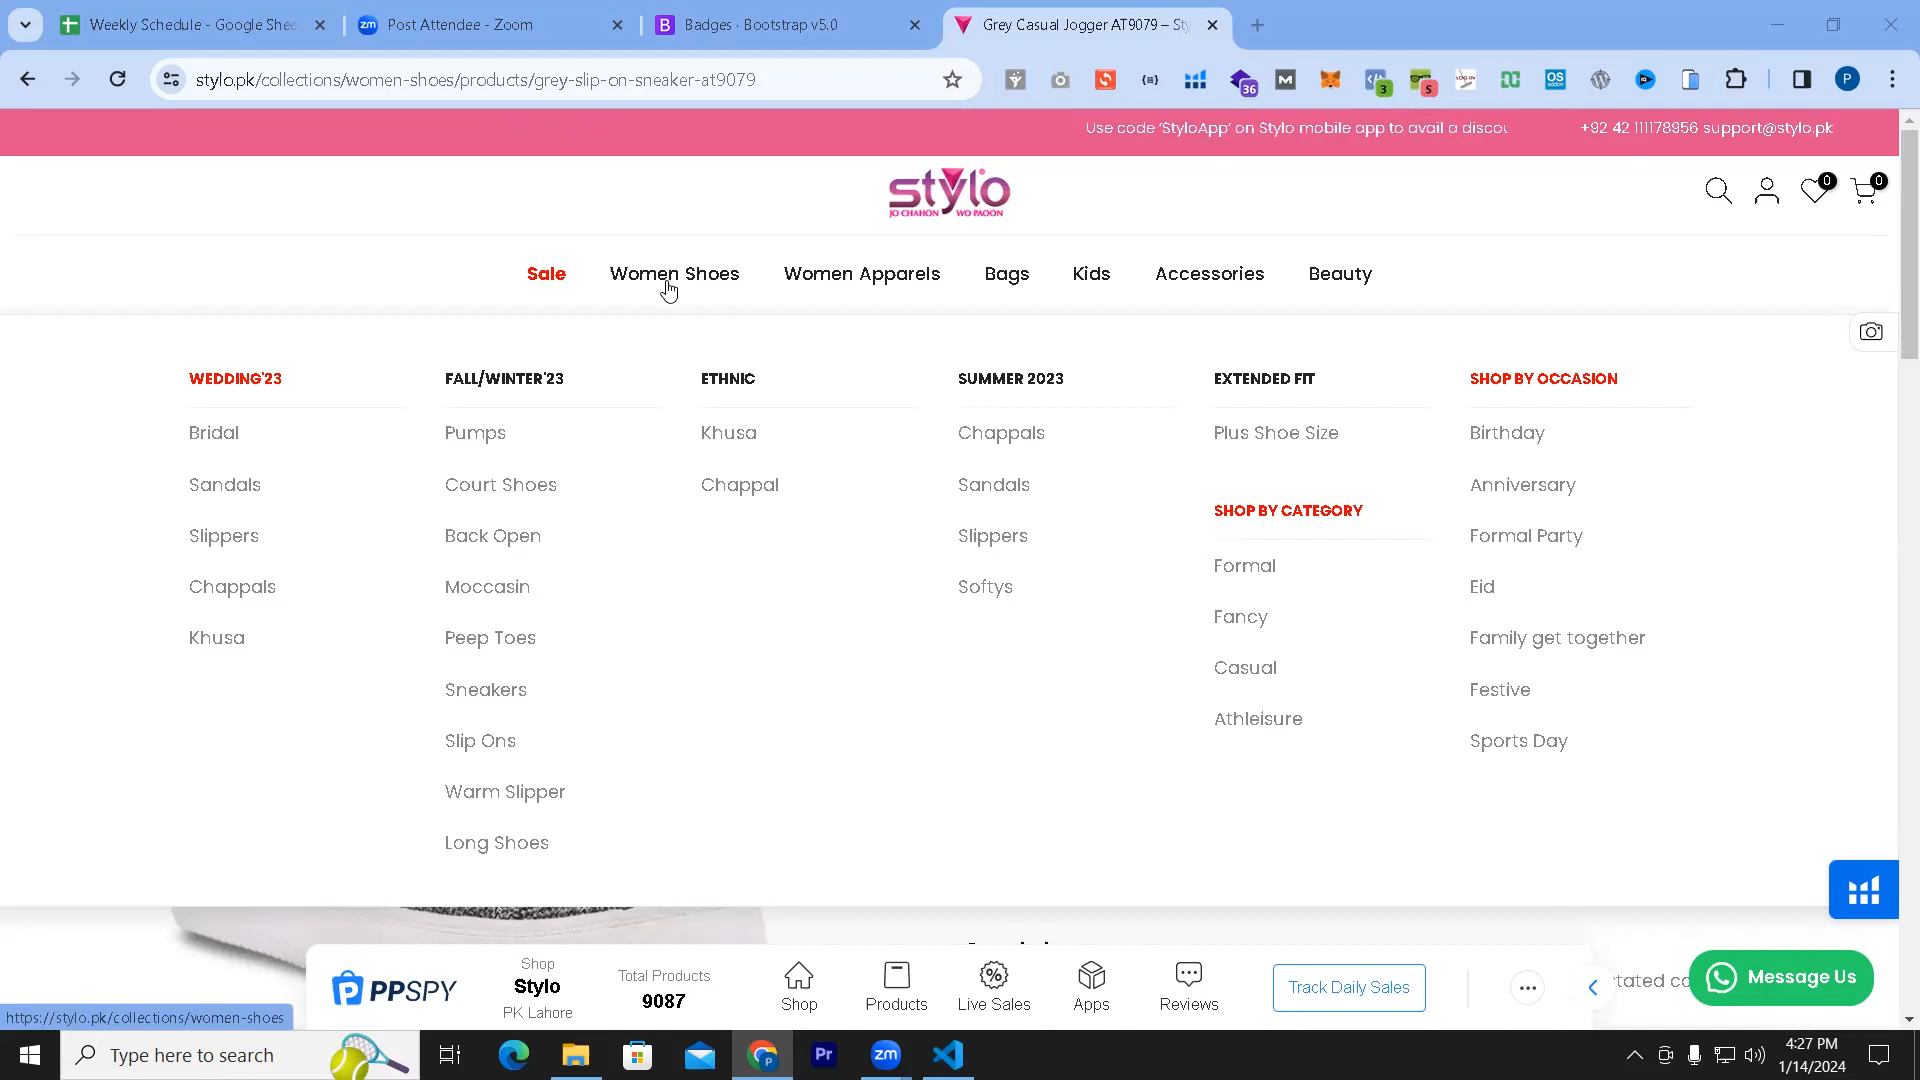 Weekly Schedule - Google Shee
Post Attendee - Zoom
B
Badges · Bootstrap v5.0
Grey Casual Jogger AT9079 – Sty
stylo.pk/collections/women-shoes/products/grey-slip-on-sneaker-at9079
36
M
3
S
LOG IN
OS
P
Use code 'StyloApp' on Stylo mobile app to avail a discou
+92 42 111178956 support@stylo.pk
stylo
JO CHAHON WO PAOON
0
0
Sale
Women Shoes
Women Apparels
Bags
Kids
Accessories
Beauty
WEDDING'23
Bridal
Sandals
Slippers
Chappals
Khusa
FALL/WINTER'23
Pumps
Court Shoes
Back Open
Moccasin
Peep Toes
Sneakers
Slip Ons
Warm Slipper
Long Shoes
ETHNIC
Khusa
Chappal
SUMMER 2023
Chappals
Sandals
Slippers
Softys
EXTENDED FIT
Plus Shoe Size
SHOP BY CATEGORY
Formal
Fancy
Casual
Athleisure
SHOP BY OCCASION
Birthday
Anniversary
Formal Party
Eid
Family get together
Festive
Sports Day
PPSPY
Shop
Stylo
PK Lahore
Total Products
9087
Shop
Products
Live Sales
Apps
Reviews
Track Daily Sales
Message Us
https://stylo.pk/collections/women-shoes
Type here to search
Pr
zm
4:27 PM
1/14/2024